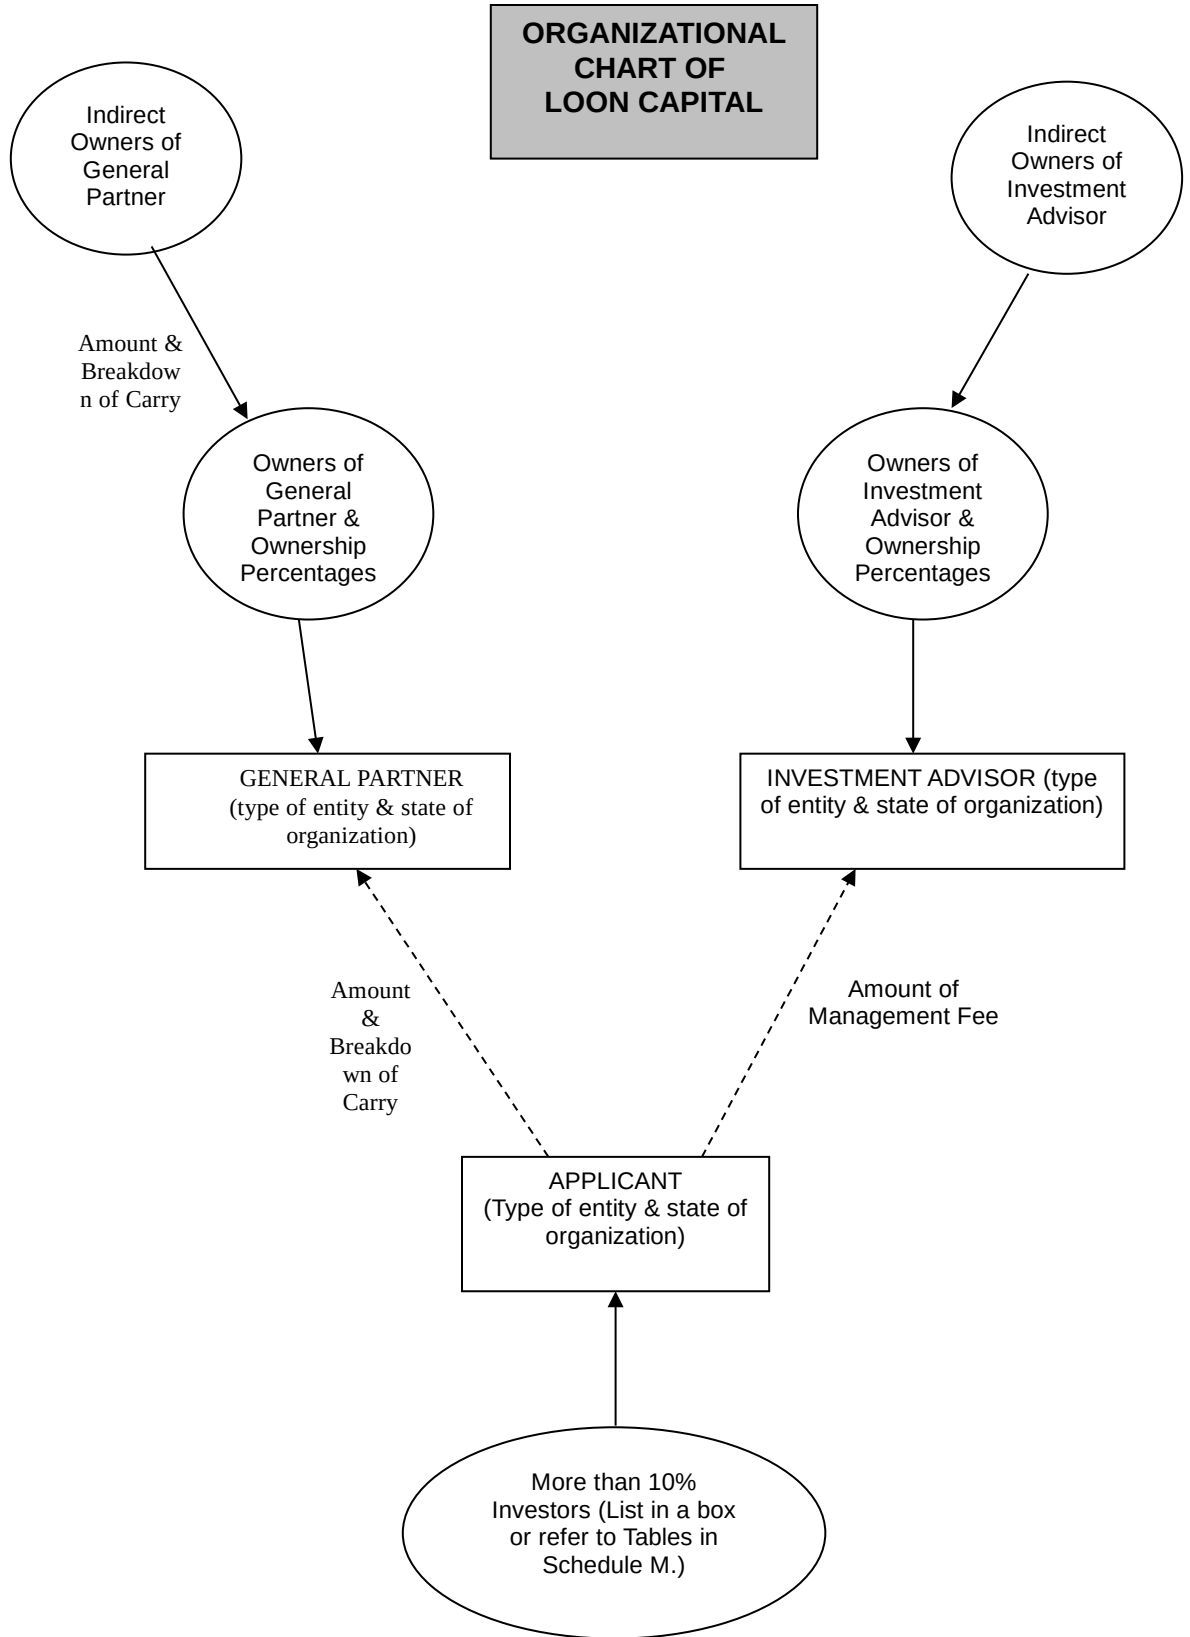 ORGANIZATIONAL
CHART OF
LOON CAPITAL
Indirect
Owners of
General
Partner
Indirect
Owners of
Investment
Advisor
Amount &
Breakdow
n of Carry
Owners of
General
Partner &
Ownership
Percentages
Owners of
Investment
Advisor &
Ownership
Percentages
GENERAL PARTNER
(type of entity & state of
organization)
INVESTMENT ADVISOR (type
of entity & state of organization)
Amount
&
Breakdo
wn of
Carry
Amount of
Management Fee
APPLICANT
(Type of entity & state of
organization)
More than 10%
Investors (List in a box
or refer to Tables in
Schedule M.)